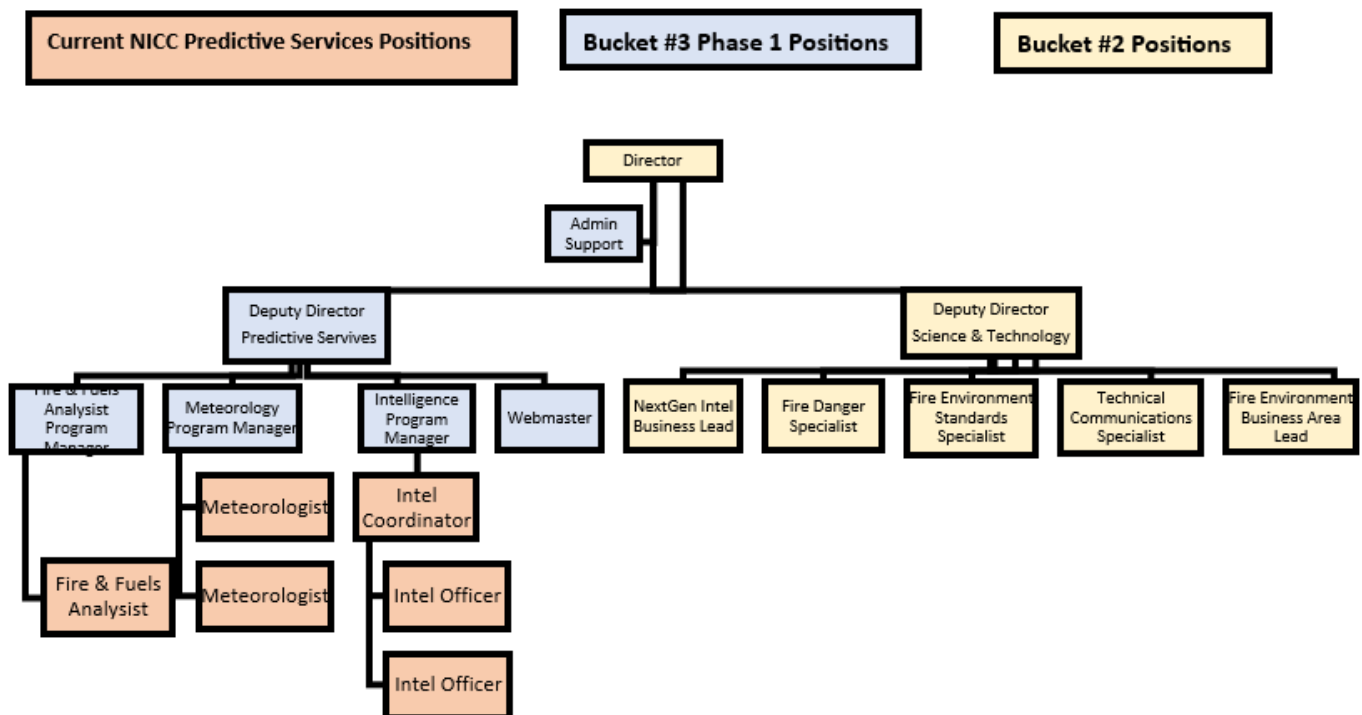 Current NICC Predictive Services Positions
Bucket #3 Phase 1 Positions
Bucket #2 Positions
Director
Admin
Support
Deputy Director
Predictive Servives
Deputy Director
Science & Technology
Fire & Fuels
Analysist
Program
Manager
Meteorology
Program Manager
Intelligence
Program
Manager
Webmaster
NextGen Intel
Business Lead
Fire Danger
Specialist
Fire Environment
Standards
Specialist
Technical
Communications
Specialist
Fire Environment
Business Area
Lead
Meteorologist
Intel
Coordinator
Fire & Fuels
Analysist
Meteorologist
Intel Officer
Intel Officer